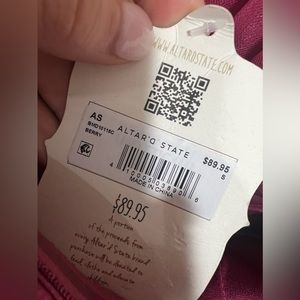 WWW.ALTARDSTATE.COM
AS
ALTAR'D STATE
$89.95
BERRY
S
MADE IN CHINA
$89.95
A portion
of the proceeds from
every Altar'd State brand
purchase will be donated to